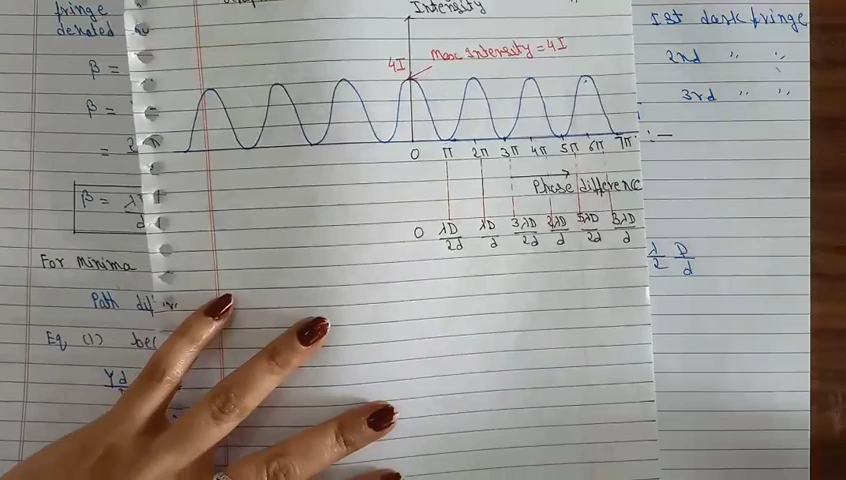 fringe
denoted
β =
β =
=
β = λ
d
For minima
Path dif
Eq (1) bec
Yd
Intensity
Max Intensity = 4I
4I
0 π 2π 3π 4π 5π 6π 7π
Phase difference
0 λD/2d λD/d 3λD/2d 2λD/d 5λD/2d 3λD/d
Ist dark fringe
2nd " "
3rd " "
:-
λ/2 D/d